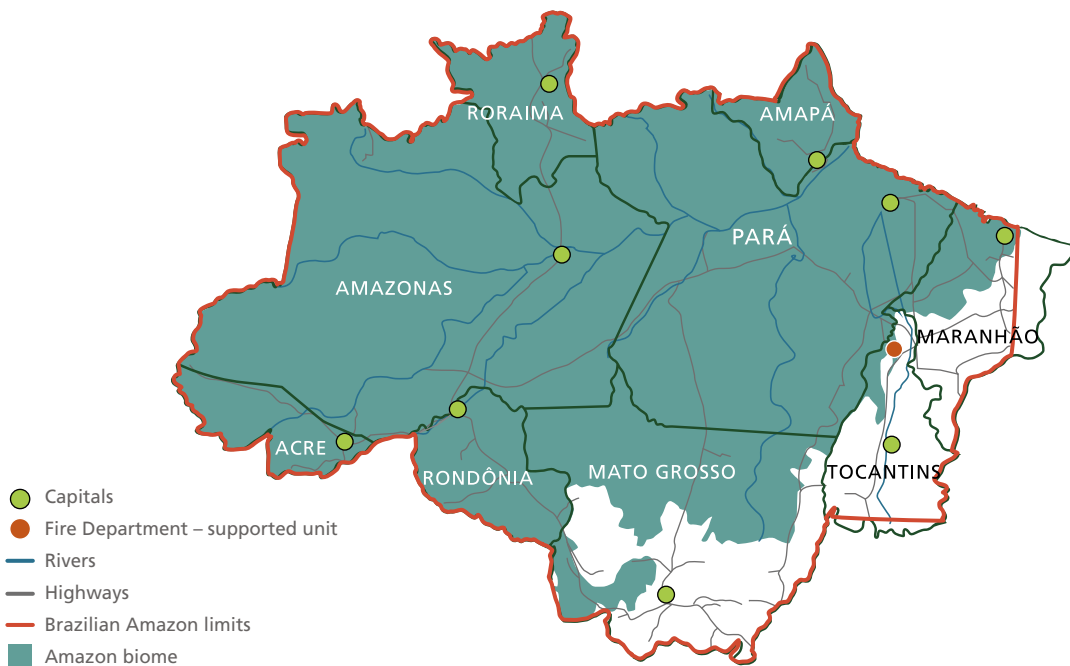 RORAIMA
AMAPÁ
PARÁ
AMAZONAS
MARANHÃO
ACRE
RONDÔNIA
MATO GROSSO
TOCANTINS
Capitals
Fire Department – supported unit
Rivers
Highways
Brazilian Amazon limits
Amazon biome